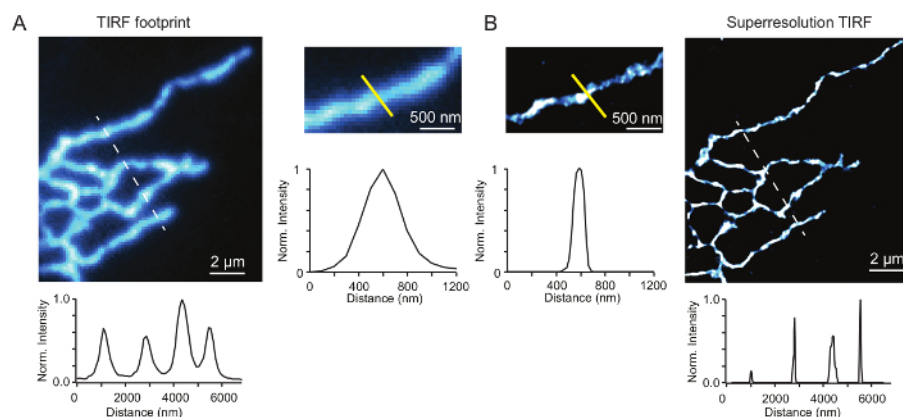 A
TIRF footprint
2 µm
Norm. Intensity
1.0
0.0
0 2000 4000 6000
Distance (nm)
500 nm
Norm. Intensity
1
0
0 400 800 1200
Distance (nm)
B
500 nm
Norm. Intensity
1
0
0 400 800 1200
Distance (nm)
Superresolution TIRF
2 µm
Norm. Intensity
1.0
0.0
0 2000 4000 6000
Distance (nm)